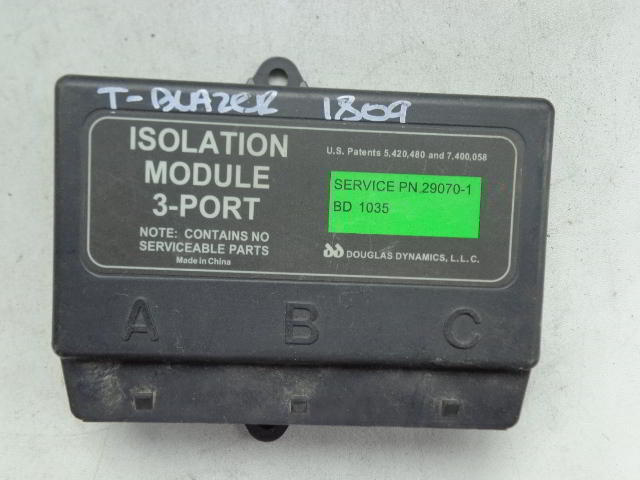 T-BLAZER 1809
ISOLATION
MODULE
3-PORT
NOTE: CONTAINS NO
SERVICEABLE PARTS
Made in China
U.S. Patents 5,420,480 and 7,400,058
SERVICE PN 29070-1
BD 1035
DOUGLAS DYNAMICS, L.L.C.
A B C